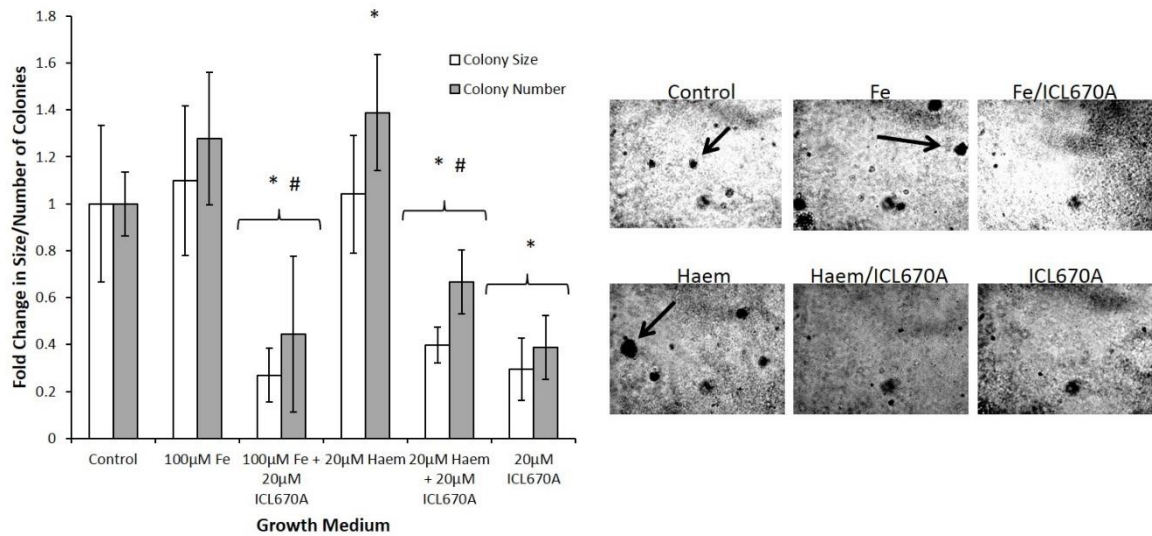 1.8
1.6
1.4
1.2
1
0.8
0.6
0.4
0.2
0
Fold Change in Size/Number of Colonies
Colony Size
Colony Number
* #
*
* #
*
Control
100µM Fe
100µM Fe +
20µM
ICL670A
20µM Haem
20µM Haem
+ 20µM
ICL670A
20µM
ICL670A
Growth Medium
Control
Fe
Fe/ICL670A
Haem
Haem/ICL670A
ICL670A